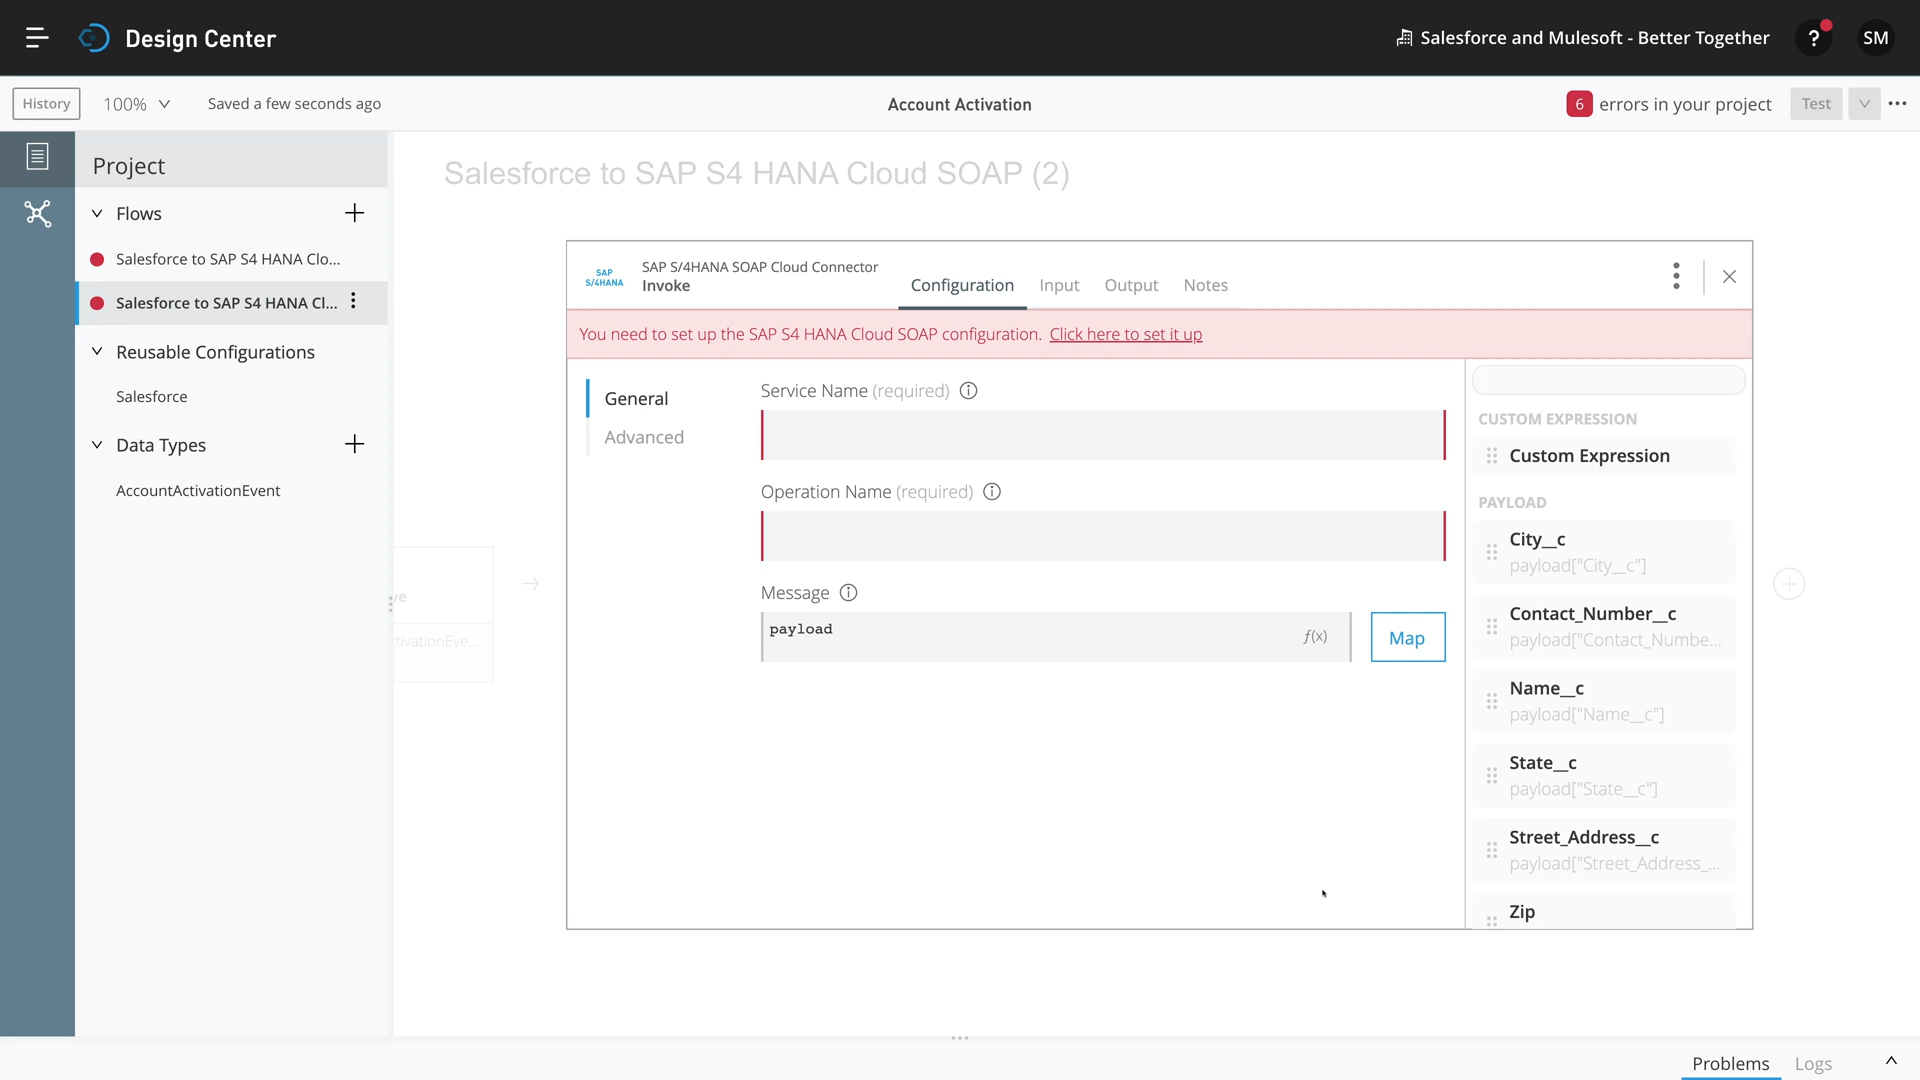 Design Center
Salesforce and Mulesoft - Better Together
?
SM
History
100%
Saved a few seconds ago
Account Activation
6 errors in your project
Test
Project
Flows
Salesforce to SAP S4 HANA Clo...
Salesforce to SAP S4 HANA Cl...
Reusable Configurations
Salesforce
Data Types
AccountActivationEvent
Salesforce to SAP S4 HANA Cloud SOAP (2)
ve
tivationEve...
SAP
S/4HANA
SAP S/4HANA SOAP Cloud Connector
Invoke
Configuration
Input
Output
Notes
You need to set up the SAP S4 HANA Cloud SOAP configuration. Click here to set it up
General
Advanced
Service Name (required)
Operation Name (required)
Message
payload
f(x)
Map
CUSTOM EXPRESSION
Custom Expression
PAYLOAD
City__c
payload["City__c"]
Contact_Number__c
payload["Contact_Numbe...
Name__c
payload["Name__c"]
State__c
payload["State__c"]
Street_Address__c
payload["Street_Address_...
Zip
Problems
Logs